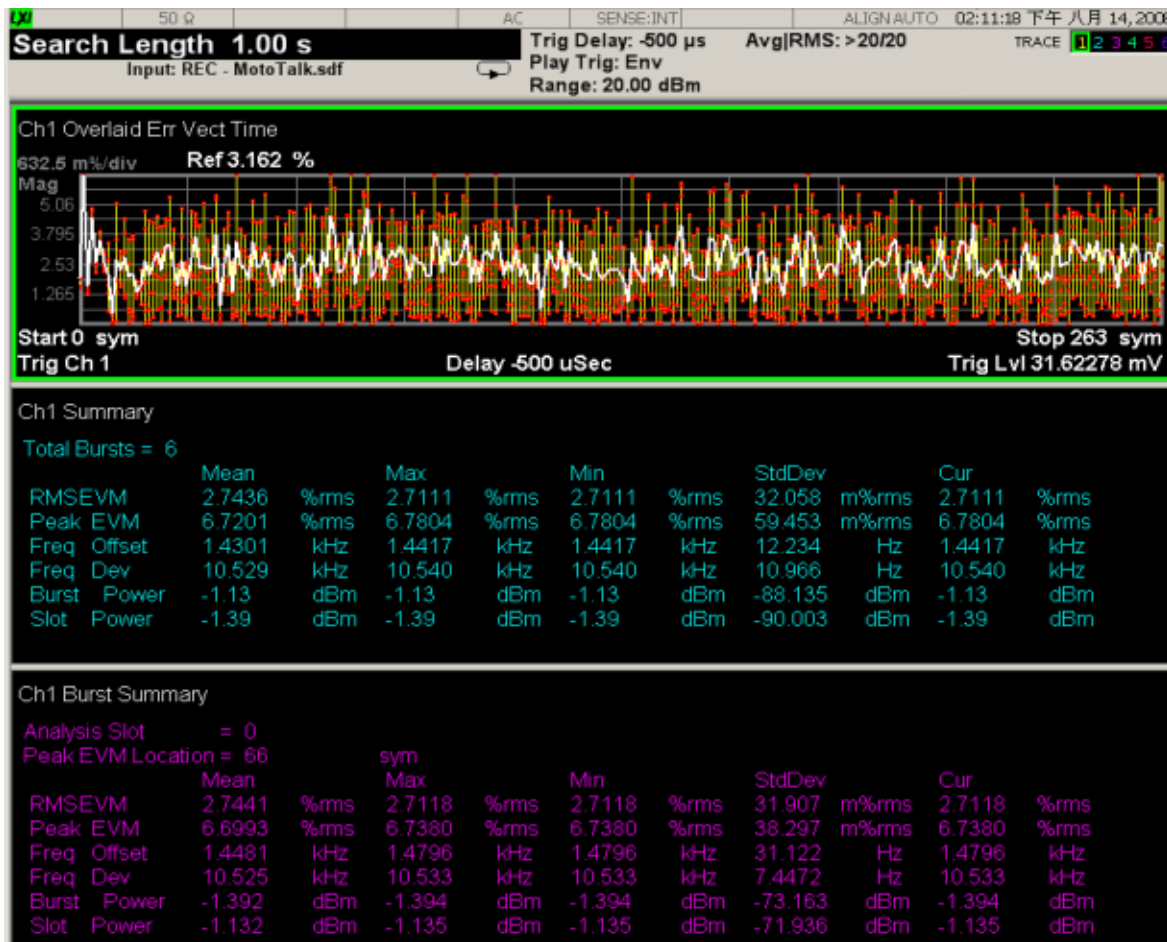 LXI 50 Ω AC SENSE:INT ALIGN AUTO 02:11:18 下午 八月 14, 200
Search Length 1.00 s
Input: REC - MotoTalk.sdf
Trig Delay: -500 µs
Play Trig: Env
Range: 20.00 dBm
Avg|RMS: >20/20
TRACE 1 2 3 4 5 6
Ch1 Overlaid Err Vect Time
632.5 m%/div Ref 3.162 %
Mag
5.06
3.795
2.53
1.265
Start 0 sym Stop 263 sym
Trig Ch 1 Delay -500 uSec Trig Lvl 31.62278 mV
Ch1 Summary
Total Bursts = 6
Mean Max Min StdDev Cur
RMSEVM 2.7436 %rms 2.7111 %rms 2.7111 %rms 32.058 m%rms 2.7111 %rms
Peak EVM 6.7201 %rms 6.7804 %rms 6.7804 %rms 59.453 m%rms 6.7804 %rms
Freq Offset 1.4301 kHz 1.4417 kHz 1.4417 kHz 12.234 Hz 1.4417 kHz
Freq Dev 10.529 kHz 10.540 kHz 10.540 kHz 10.966 Hz 10.540 kHz
Burst Power -1.13 dBm -1.13 dBm -1.13 dBm -88.135 dBm -1.13 dBm
Slot Power -1.39 dBm -1.39 dBm -1.39 dBm -90.003 dBm -1.39 dBm
Ch1 Burst Summary
Analysis Slot = 0
Peak EVM Location = 66 sym
Mean Max Min StdDev Cur
RMSEVM 2.7441 %rms 2.7118 %rms 2.7118 %rms 31.907 m%rms 2.7118 %rms
Peak EVM 6.6993 %rms 6.7380 %rms 6.7380 %rms 38.297 m%rms 6.7380 %rms
Freq Offset 1.4481 kHz 1.4796 kHz 1.4796 kHz 31.122 Hz 1.4796 kHz
Freq Dev 10.525 kHz 10.533 kHz 10.533 kHz 7.4472 Hz 10.533 kHz
Burst Power -1.392 dBm -1.394 dBm -1.394 dBm -73.163 dBm -1.394 dBm
Slot Power -1.132 dBm -1.135 dBm -1.135 dBm -71.936 dBm -1.135 dBm